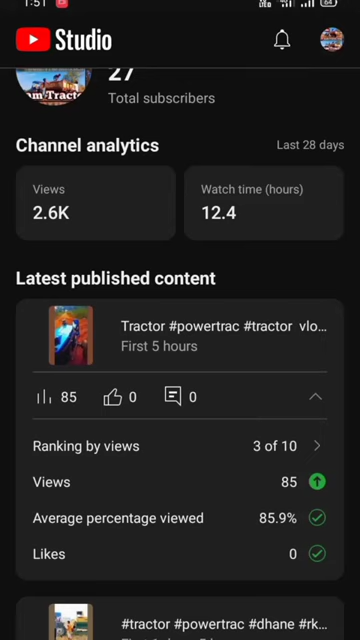 1:51
64
Studio
27
Total subscribers
Channel analytics
Last 28 days
Views
2.6K
Watch time (hours)
12.4
Latest published content
Tractor #powertrac #tractor vlo...
First 5 hours
85 0 0
Ranking by views 3 of 10
Views 85
Average percentage viewed 85.9%
Likes 0
#tractor #powertrac #dhane #rk...